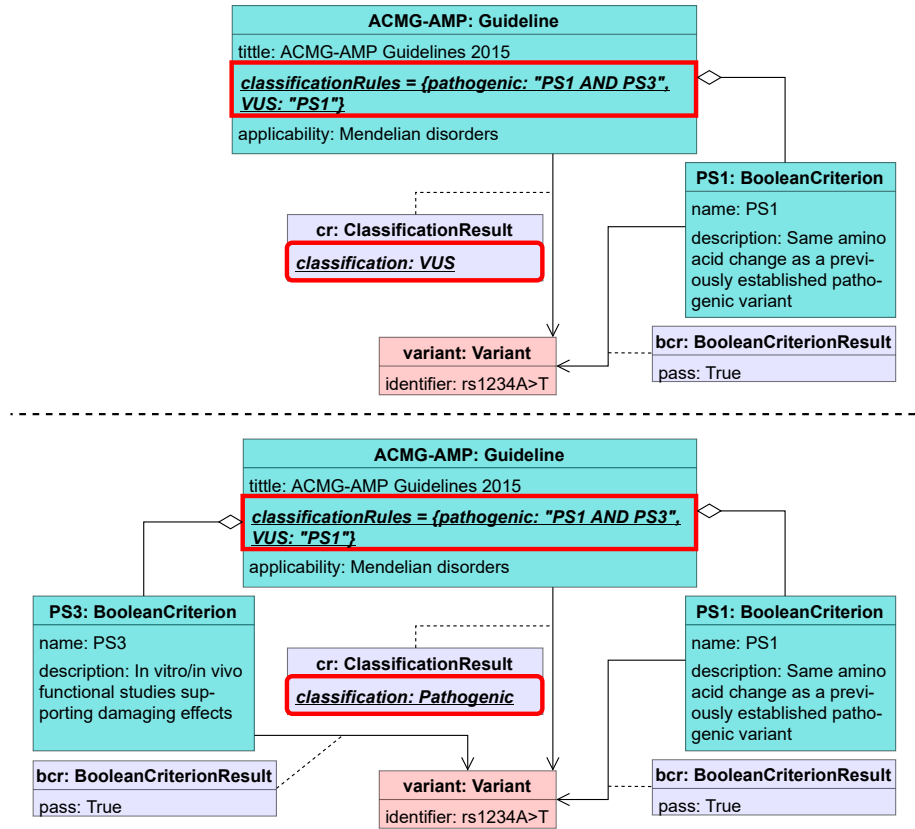 ACMG-AMP: Guideline
tittle: ACMG-AMP Guidelines 2015
classificationRules = {pathogenic: "PS1 AND PS3",
VUS: "PS1"}
applicability: Mendelian disorders
PS1: BooleanCriterion
name: PS1
description: Same amino
acid change as a previ-
ously established patho-
genic variant
cr: ClassificationResult
classification: VUS
bcr: BooleanCriterionResult
pass: True
variant: Variant
identifier: rs1234A>T
ACMG-AMP: Guideline
tittle: ACMG-AMP Guidelines 2015
classificationRules = {pathogenic: "PS1 AND PS3",
VUS: "PS1"}
applicability: Mendelian disorders
PS3: BooleanCriterion
name: PS3
description: In vitro/in vivo
functional studies sup-
porting damaging effects
cr: ClassificationResult
classification: Pathogenic
PS1: BooleanCriterion
name: PS1
description: Same amino
acid change as a previ-
ously established patho-
genic variant
bcr: BooleanCriterionResult
pass: True
variant: Variant
identifier: rs1234A>T
bcr: BooleanCriterionResult
pass: True